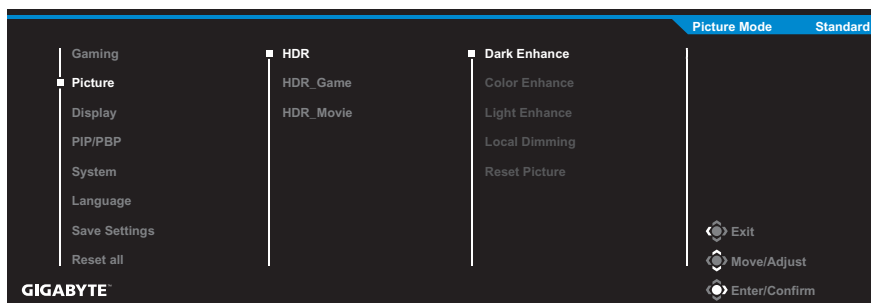 Picture Mode Standard
Gaming
Picture
Display
PIP/PBP
System
Language
Save Settings
Reset all
HDR
HDR_Game
HDR_Movie
Dark Enhance
Color Enhance
Light Enhance
Local Dimming
Reset Picture
Exit
Move/Adjust
Enter/Confirm
GIGABYTE™